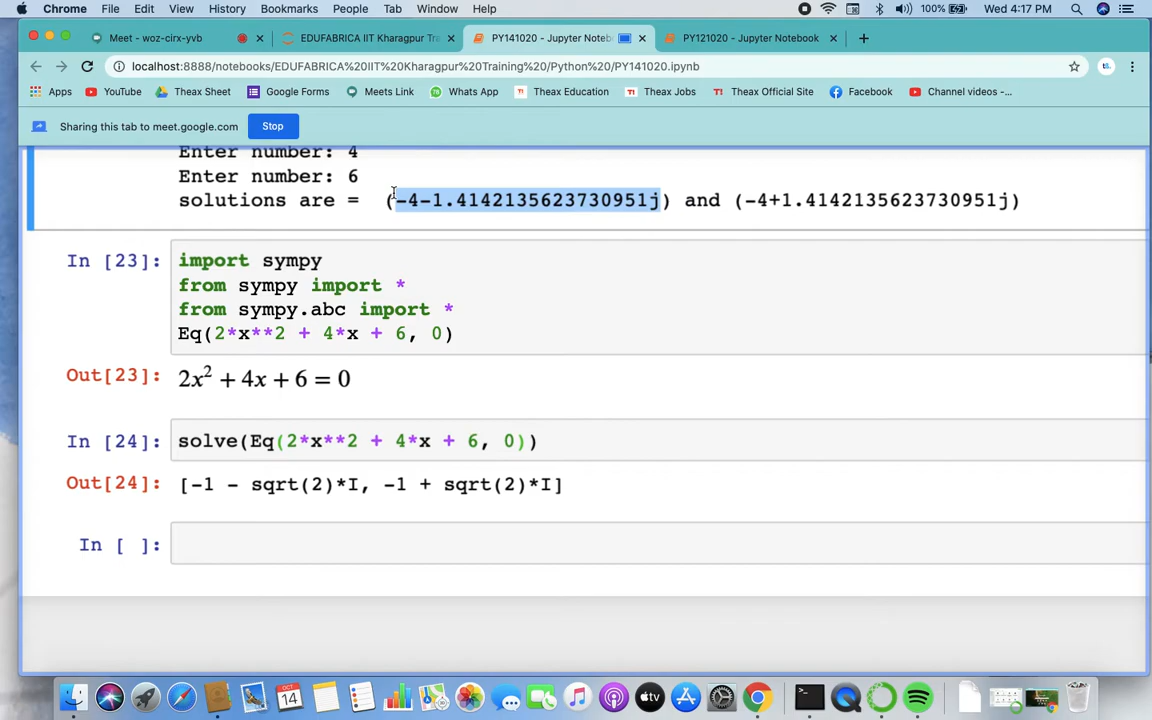 Chrome File Edit View History Bookmarks People Tab Window Help 100% Wed 4:17 PM
Meet - woz-cirx-yvb EDUFABRICA IIT Kharagpur Tra PY141020 - Jupyter Noteb PY121020 - Jupyter Notebook
localhost:8888/notebooks/EDUFABRICA%20IIT%20Kharagpur%20Training%20/Python%20/PY141020.ipynb
Apps YouTube Theax Sheet Google Forms Meets Link Whats App Theax Education Theax Jobs Theax Official Site Facebook Channel videos -...
Sharing this tab to meet.google.com Stop
Enter number: 4
Enter number: 6
solutions are = (-4-1.4142135623730951j) and (-4+1.4142135623730951j)
In [23]: import sympy
from sympy import *
from sympy.abc import *
Eq(2*x**2 + 4*x + 6, 0)
Out[23]: 2x² + 4x + 6 = 0
In [24]: solve(Eq(2*x**2 + 4*x + 6, 0))
Out[24]: [-1 - sqrt(2)*I, -1 + sqrt(2)*I]
In [ ]:
OCT
14
tv